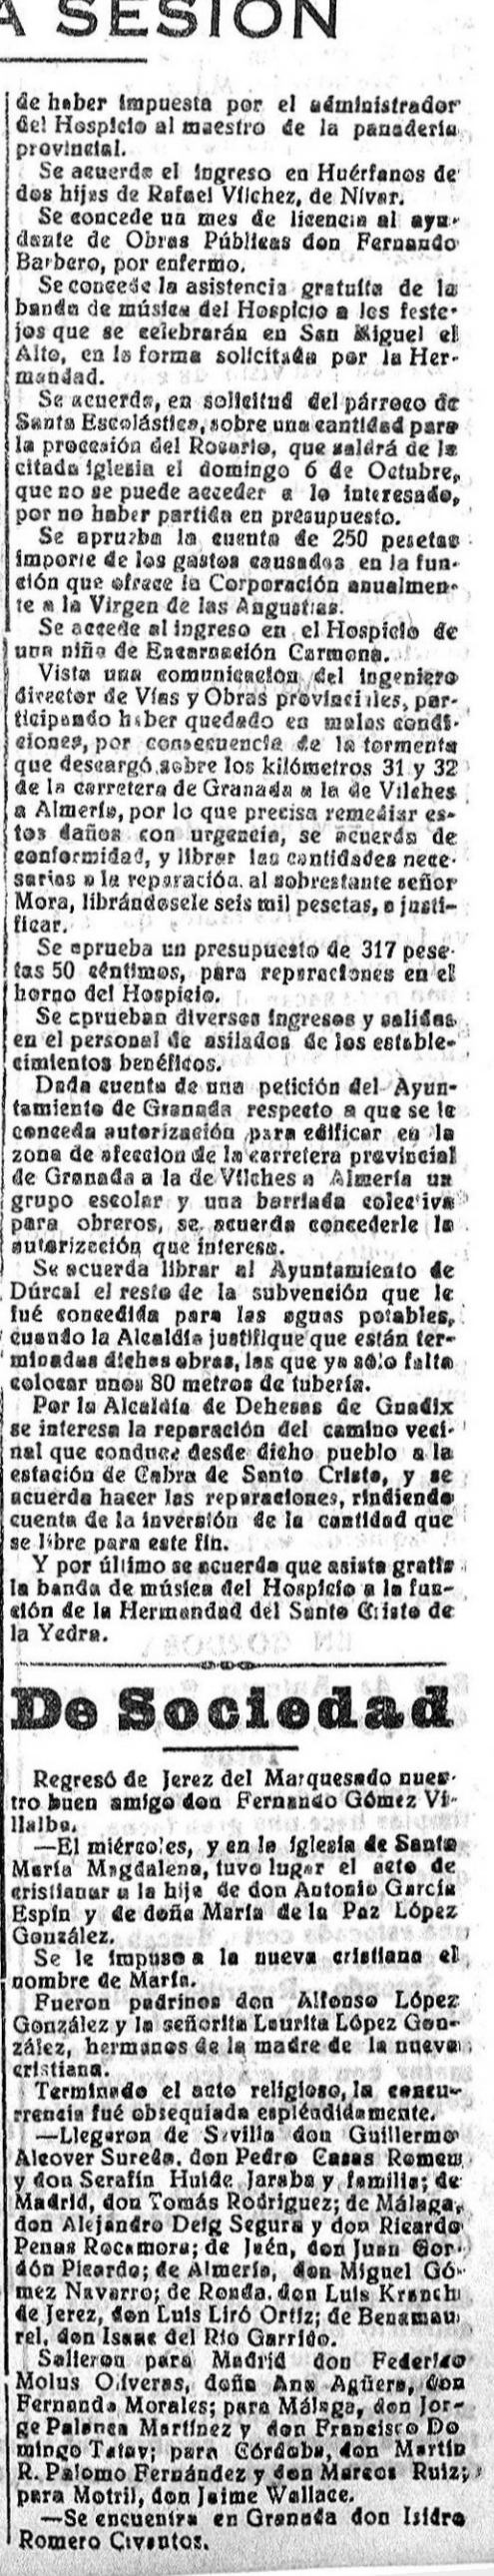 A SESIÓN
de haber impuesta por el administrador
del Hospicio al maestro de la panadería
provincial.
Se acuerda el ingreso en Huérfanos de
dos hijas de Rafael Vílchez, de Nívar.
Se concede un mes de licencia al ayu-
dante de Obras Públicas don Fernando
Barbero, por enfermo.
Se concede la asistencia gratuita de la
banda de música del Hospicio a los feste-
jos que se celebrarán en San Miguel el
Alto, en la forma solicitada por la Her-
mandad.
Se acuerda, en solicitud del párroco de
Santa Escolástica, sobre una cantidad para
la procesión del Rosario, que saldrá de la
citada iglesia el domingo 6 de Octubre,
que no se puede acceder a lo interesado,
por no haber partida en presupuesto.
Se aprueba la cuenta de 250 pesetas
importe de los gastos causados en la fun-
ción que ofrece la Corporación anualmen-
te a la Virgen de las Angustias.
Se accede al ingreso en el Hospicio de
una niña de Encarnación Carmona.
Vista una comunicación del ingeniero
director de Vías y Obras provinciales, par-
ticipando haber quedado en malas condi-
ciones, por consecuencia de la tormenta
que descargó sobre los kilómetros 31 y 32
de la carretera de Granada a la de Vilches
a Almería, por lo que precisa remediar es-
tos daños con urgencia, se acuerda de
conformidad, y librar las cantidades nece-
sarias a la reparación, al sobrestante señor
Mora, librándosele seis mil pesetas, a justi-
ficar.
Se aprueba un presupuesto de 317 pese-
tas 50 céntimos, para reparaciones en el
horno del Hospicio.
Se aprueban diversos ingresos y salidas
en el personal de asilados de los estable-
cimientos benéficos.
Dada cuenta de una petición del Ayun-
tamiento de Granada respecto a que se le
conceda autorización para edificar en la
zona de afeccion de la carretera provincial
de Granada a la de Vilches a Almería un
grupo escolar y una barriada colectiva
para obreros, se acuerda concederle la
autorización que interesa.
Se acuerda librar al Ayuntamiento de
Dúrcal el resto de la subvención que le
fué concedida para las aguas potables,
cuando la Alcaldía justifique que están ter-
minadas dichas obras, las que ya sólo falta
colocar unos 80 metros de tubería.
Por la Alcaldía de Dehesas de Guadix
se interesa la reparación del camino veci-
nal que conduce desde dicho pueblo a la
estación de Cabra de Santo Cristo, y se
acuerda hacer las reparaciones, rindiendo
cuenta de la inversión de la cantidad que
se libre para este fin.
Y por último se acuerda que asista gratis
la banda de música del Hospicio a la fun-
ción de la Hermandad del Santo Cristo de
la Yedra.
De Sociedad
Regresó de Jerez del Marquesado nues-
tro buen amigo don Fernando Gómez Vi-
llalba.
—El miércoles, y en la iglesia de Santa
María Magdalena, tuvo lugar el acto de
cristianar a la hija de don Antonio García
Espín y de doña María de la Paz López
González.
Se le impuso a la nueva cristiana el
nombre de María.
Fueron padrinos don Alfonso López
González y la señorita Laurita López Gon-
zález, hermanos de la madre de la nueva
cristiana.
Terminado el acto religioso, la concu-
rrencia fué obsequiada espléndidamente.
—Llegaron de Sevilla don Guillermo
Alcover Sureda, don Pedro Casas Romeu
y don Serafín Huide Jaraba y familia; de
Madrid, don Tomás Rodríguez; de Málaga,
don Alejandro Deig Segura y don Ricardo
Penas Rocamora; de Jaén, don Juan Gor-
dón Picardo; de Almería, don Miguel Gó-
mez Navarro; de Ronda, don Luis Kranch
de Jerez, don Luis Liró Ortiz; de Benamau
rel, don Isaac del Río Garrido.
Salieron para Madrid don Federico
Molus Oliveras, doña Ana Agüera, don
Fernando Morales; para Málaga, don Jor-
ge Palanca Martínez y don Francisco Do
mingo Tatay; para Córdoba, don Martín
R. Palomo Fernández y don Marcos Ruiz;
para Motril, don Jaime Wallace.
—Se encuentra en Granada don Isidro
Romero Civantos.